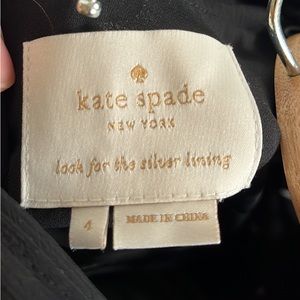 kate spade
NEW YORK
look for the silver lining
4
MADE IN CHINA